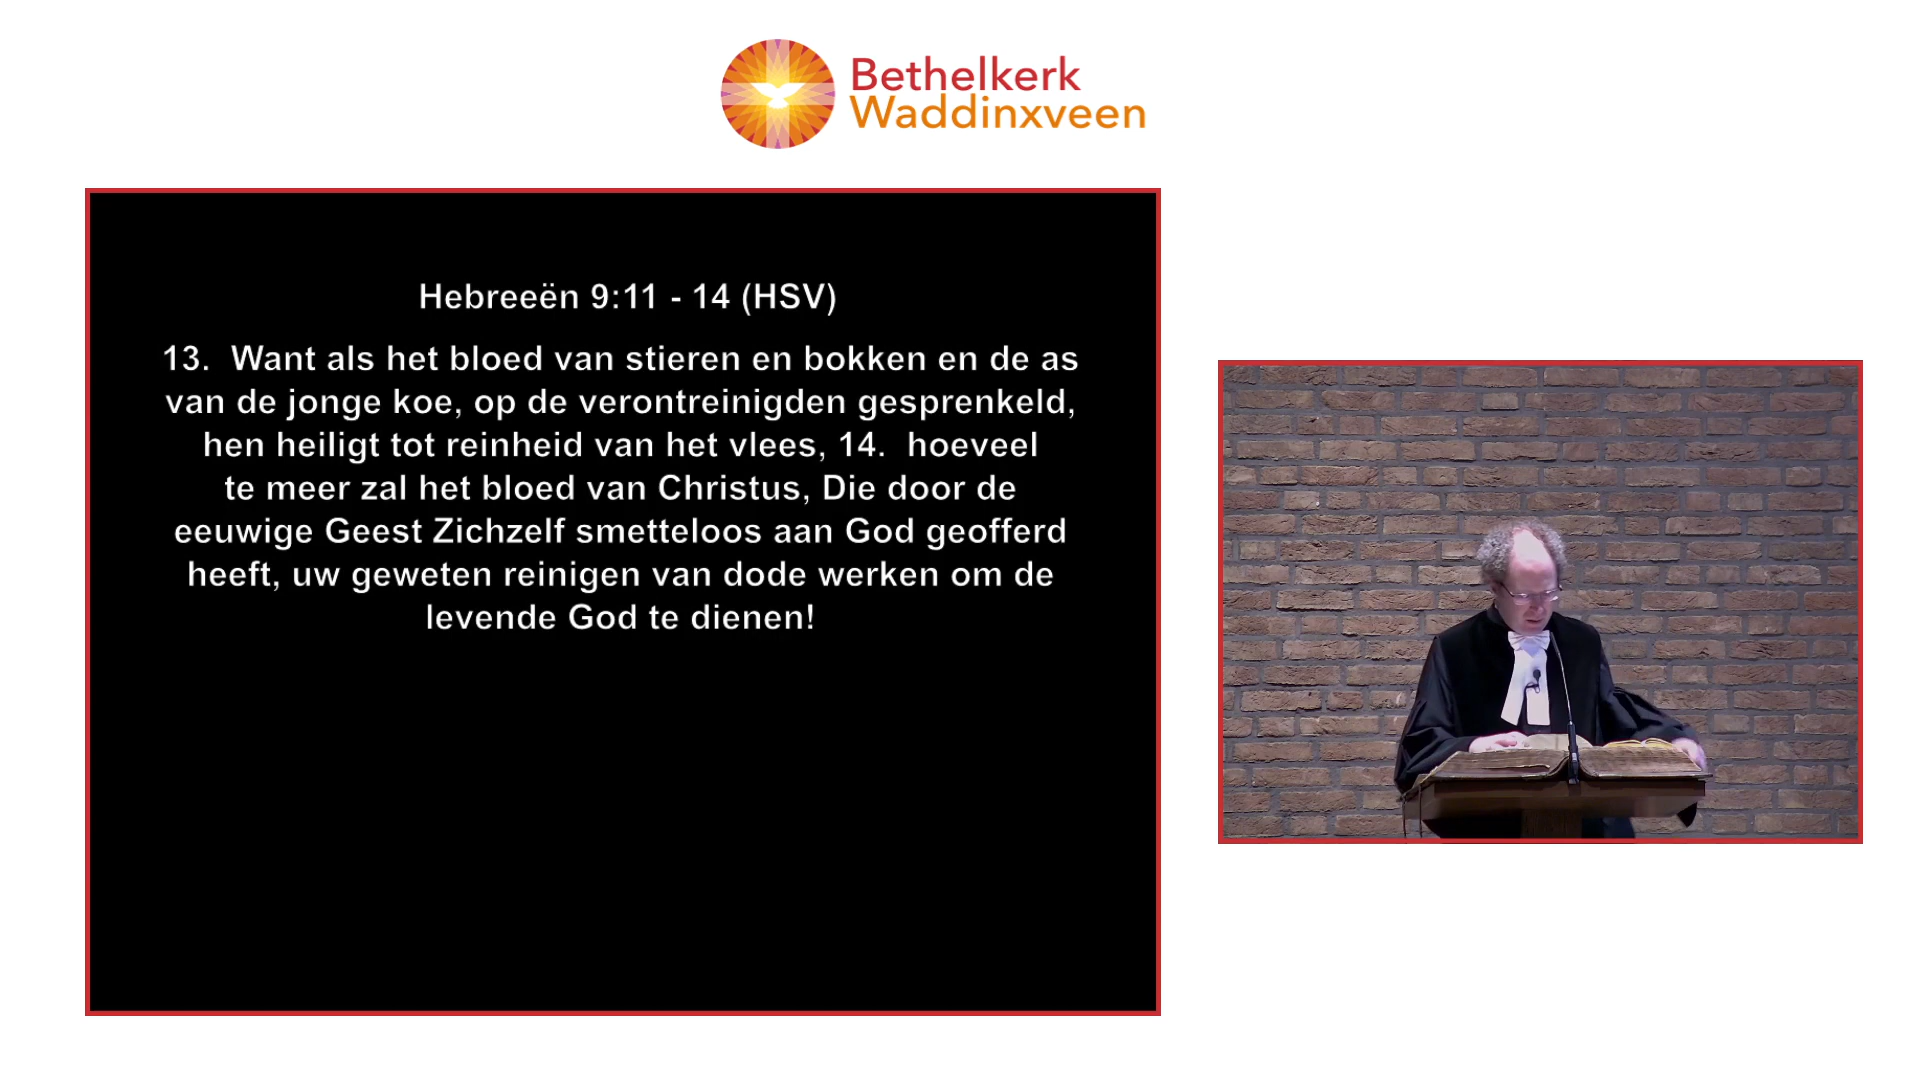 Bethelkerk
Waddinxveen
Hebreeën 9:11 - 14 (HSV)
13.  Want als het bloed van stieren en bokken en de as
van de jonge koe, op de verontreinigden gesprenkeld,
hen heiligt tot reinheid van het vlees, 14.  hoeveel
te meer zal het bloed van Christus, Die door de
eeuwige Geest Zichzelf smetteloos aan God geofferd
heeft, uw geweten reinigen van dode werken om de
levende God te dienen!